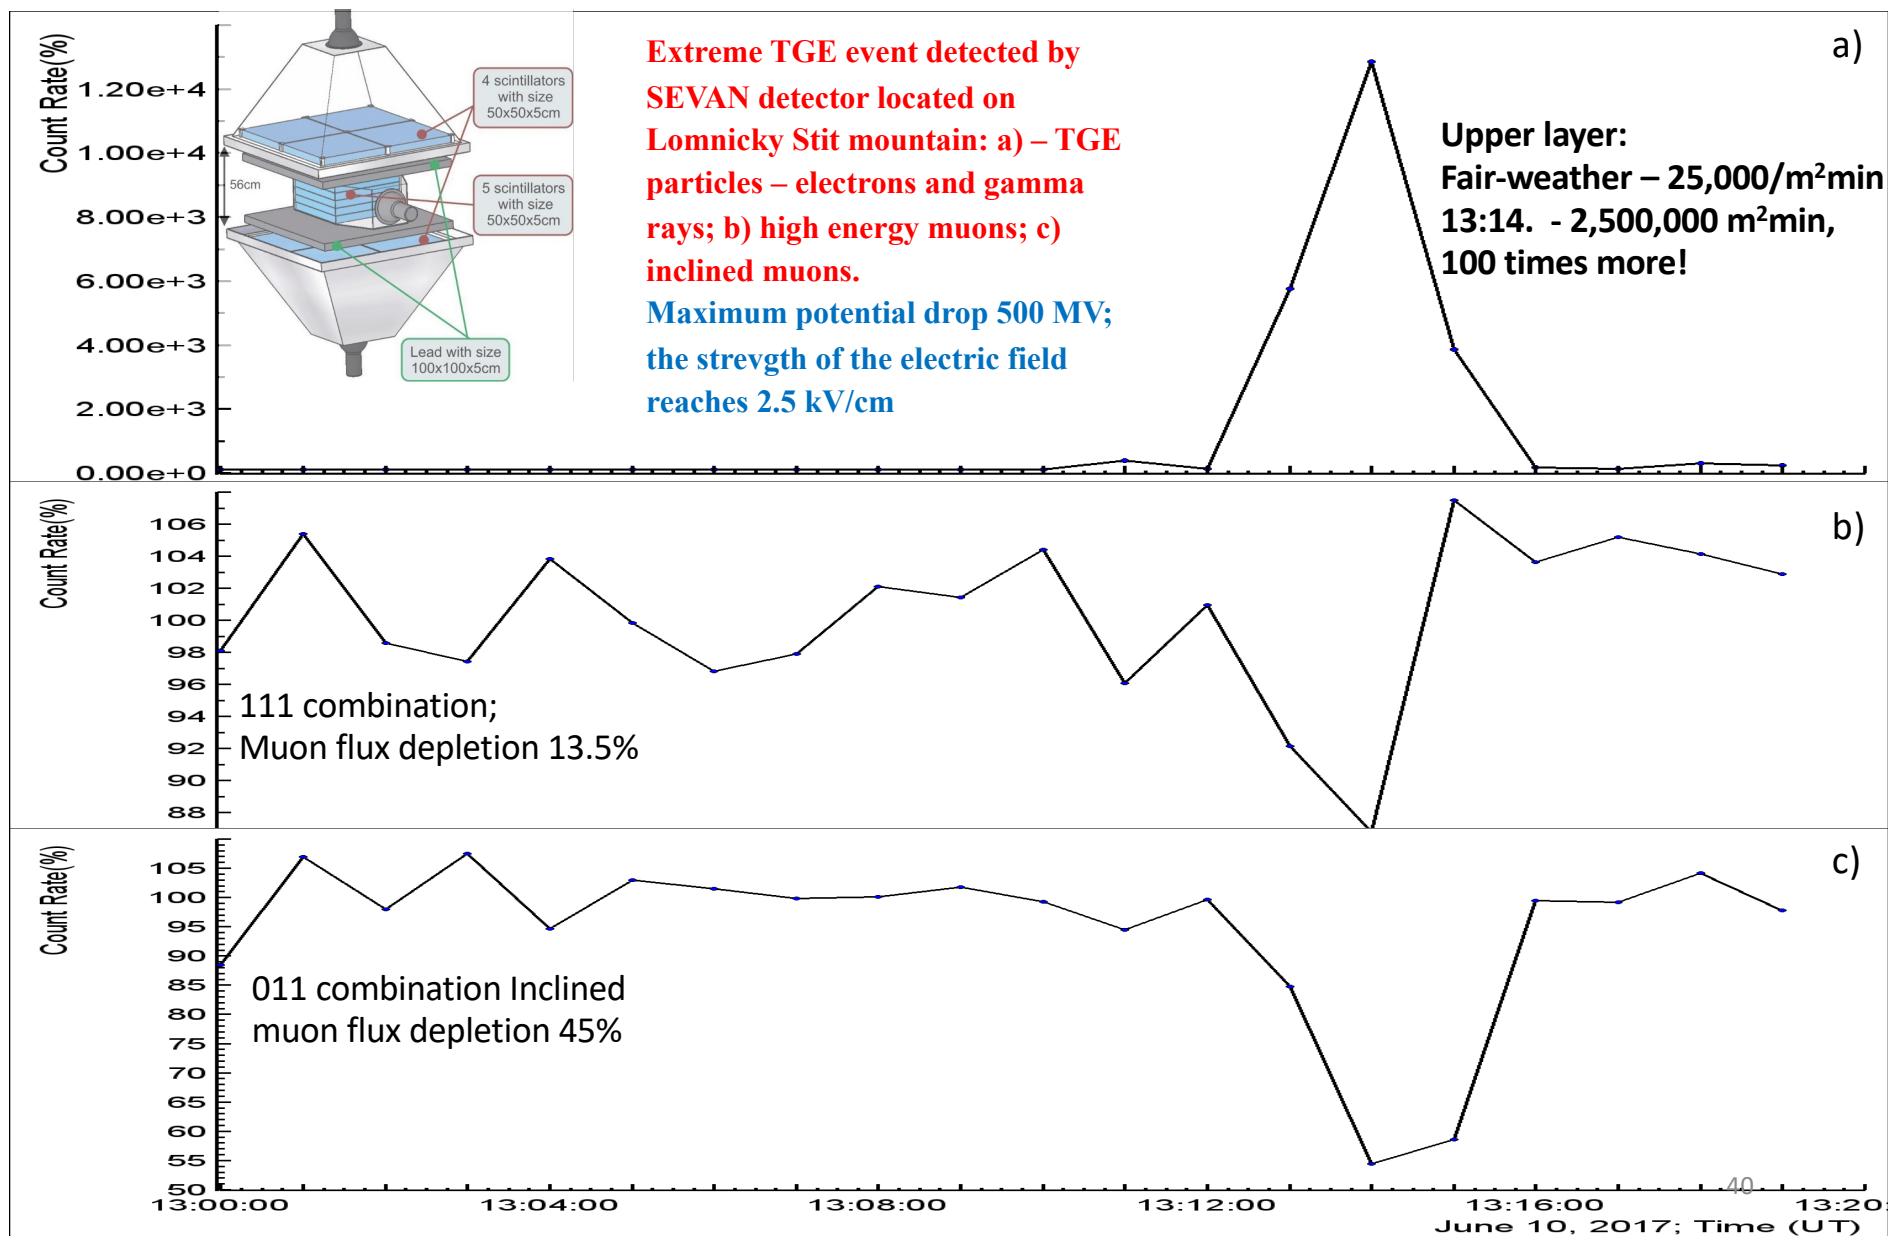 Count Rate(%)
1.20e+4
1.00e+4
8.00e+3
6.00e+3
4.00e+3
2.00e+3
0.00e+0
4 scintillators
with size
50x50x5cm
56cm
5 scintillators
with size
50x50x5cm
Lead with size
100x100x5cm
Extreme TGE event detected by
SEVAN detector located on
Lomnicky Stit mountain: a) – TGE
particles – electrons and gamma
rays; b) high energy muons; c)
inclined muons.
Maximum potential drop 500 MV;
the strevgth of the electric field
reaches 2.5 kV/cm
a)
Upper layer:
Fair-weather – 25,000/m²min
13:14. - 2,500,000 m²min,
100 times more!
Count Rate(%)
106
104
102
100
98
96
94
92
90
88
b)
111 combination;
Muon flux depletion 13.5%
Count Rate(%)
105
100
95
90
85
80
75
70
65
60
55
50
c)
011 combination Inclined
muon flux depletion 45%
40
13:00:00 13:04:00 13:08:00 13:12:00 13:16:00 13:20:
June 10, 2017; Time (UT)